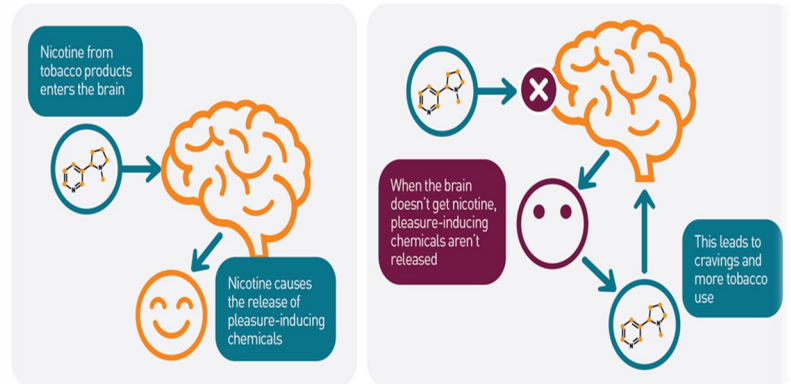 Nicotine from
tobacco products
enters the brain
Nicotine causes
the release of
pleasure-inducing
chemicals
When the brain
doesn't get nicotine,
pleasure-inducing
chemicals aren't
released
This leads to
cravings and
more tobacco
use